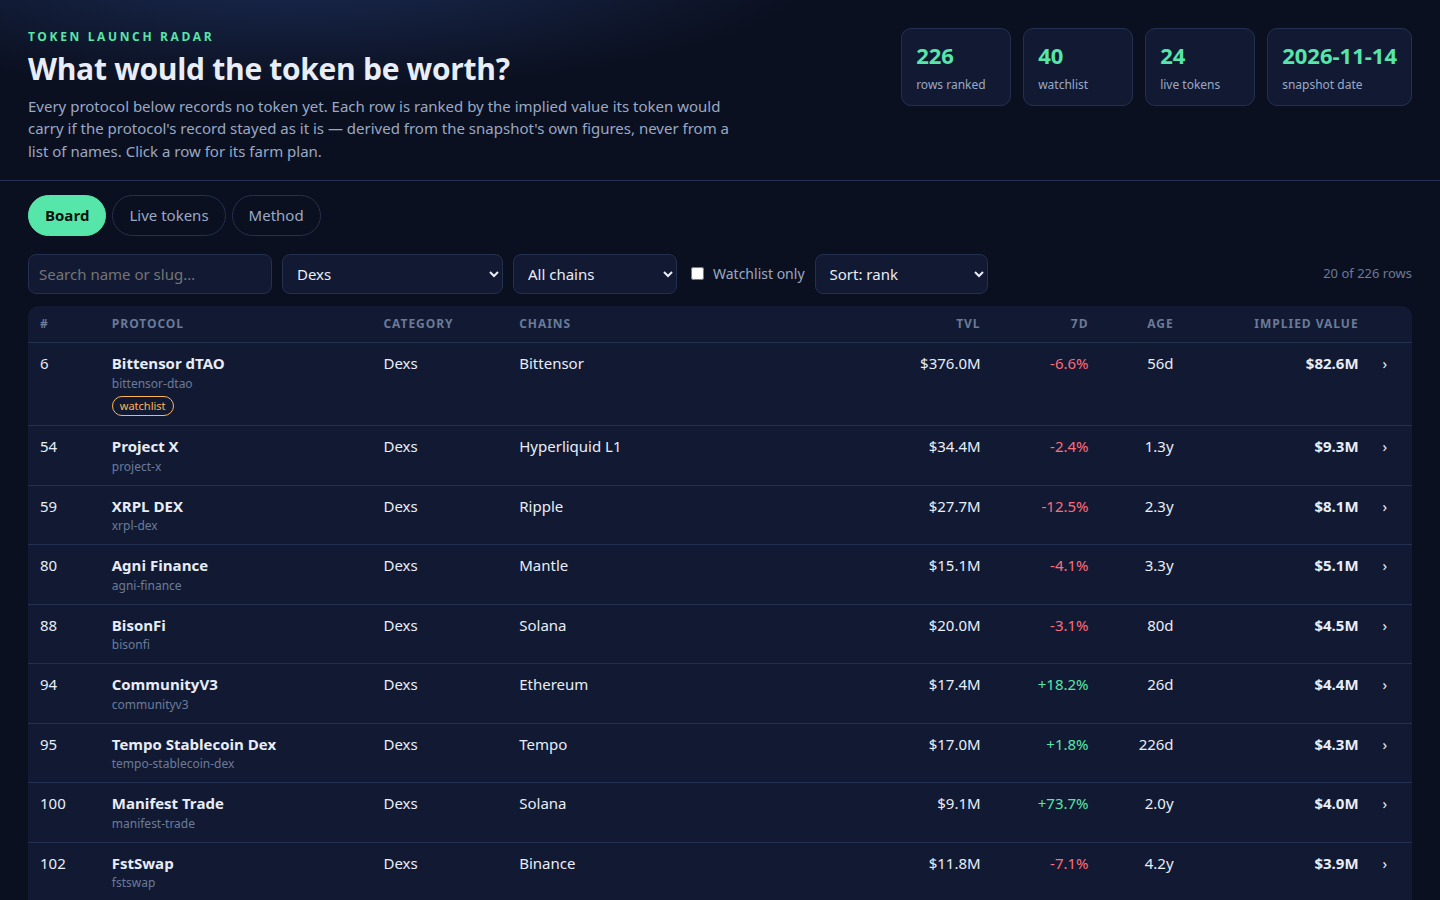 TOKEN LAUNCH RADAR
What would the token be worth?
Every protocol below records no token yet. Each row is ranked by the implied value its token would
carry if the protocol's record stayed as it is — derived from the snapshot's own figures, never from a
list of names. Click a row for its farm plan.
226
rows ranked
40
watchlist
24
live tokens
2026-11-14
snapshot date
Board Live tokens Method
Search name or slug... Dexs All chains Watchlist only Sort: rank 20 of 226 rows
# PROTOCOL CATEGORY CHAINS TVL 7D AGE IMPLIED VALUE
6 Bittensor dTAO Dexs Bittensor $376.0M -6.6% 56d $82.6M ›
bittensor-dtao
watchlist
54 Project X Dexs Hyperliquid L1 $34.4M -2.4% 1.3y $9.3M ›
project-x
59 XRPL DEX Dexs Ripple $27.7M -12.5% 2.3y $8.1M ›
xrpl-dex
80 Agni Finance Dexs Mantle $15.1M -4.1% 3.3y $5.1M ›
agni-finance
88 BisonFi Dexs Solana $20.0M -3.1% 80d $4.5M ›
bisonfi
94 CommunityV3 Dexs Ethereum $17.4M +18.2% 26d $4.4M ›
communityv3
95 Tempo Stablecoin Dex Dexs Tempo $17.0M +1.8% 226d $4.3M ›
tempo-stablecoin-dex
100 Manifest Trade Dexs Solana $9.1M +73.7% 2.0y $4.0M ›
manifest-trade
102 FstSwap Dexs Binance $11.8M -7.1% 4.2y $3.9M ›
fstswap